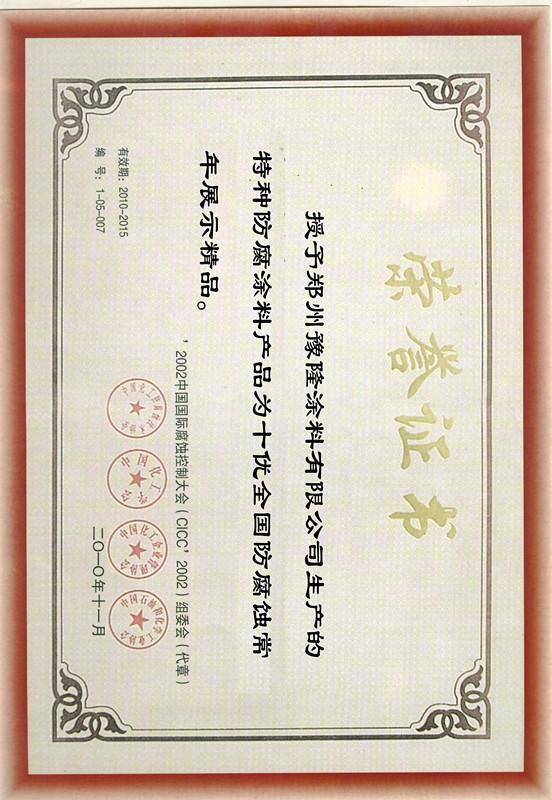 荣誉证书
授予郑州豫隆涂料有限公司生产的
特种防腐涂料产品为十优全国防腐蚀常
年展示精品。
’2002中国国际腐蚀控制大会（CICC’2002）组委会（代章）
有效期：2010-2015
编 号：1-05-007
二〇一〇年十一月